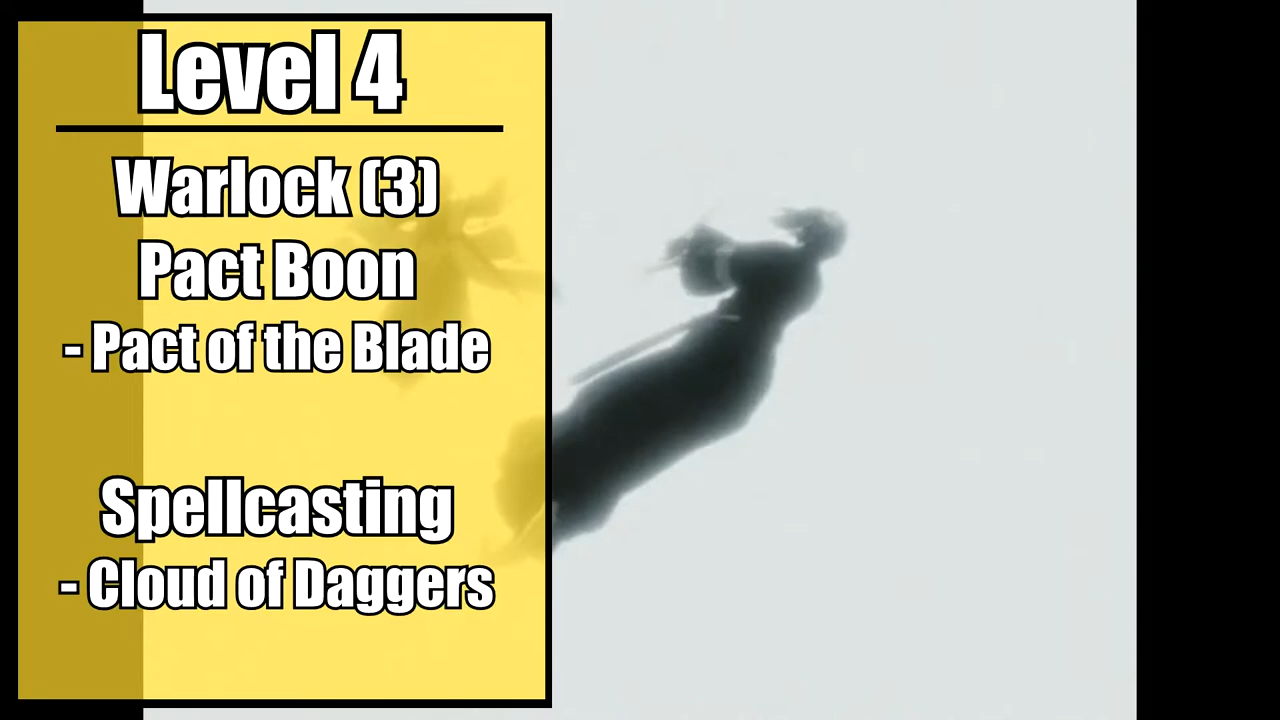 Level 4
Warlock (3)
Pact Boon
- Pact of the Blade
Spellcasting
- Cloud of Daggers